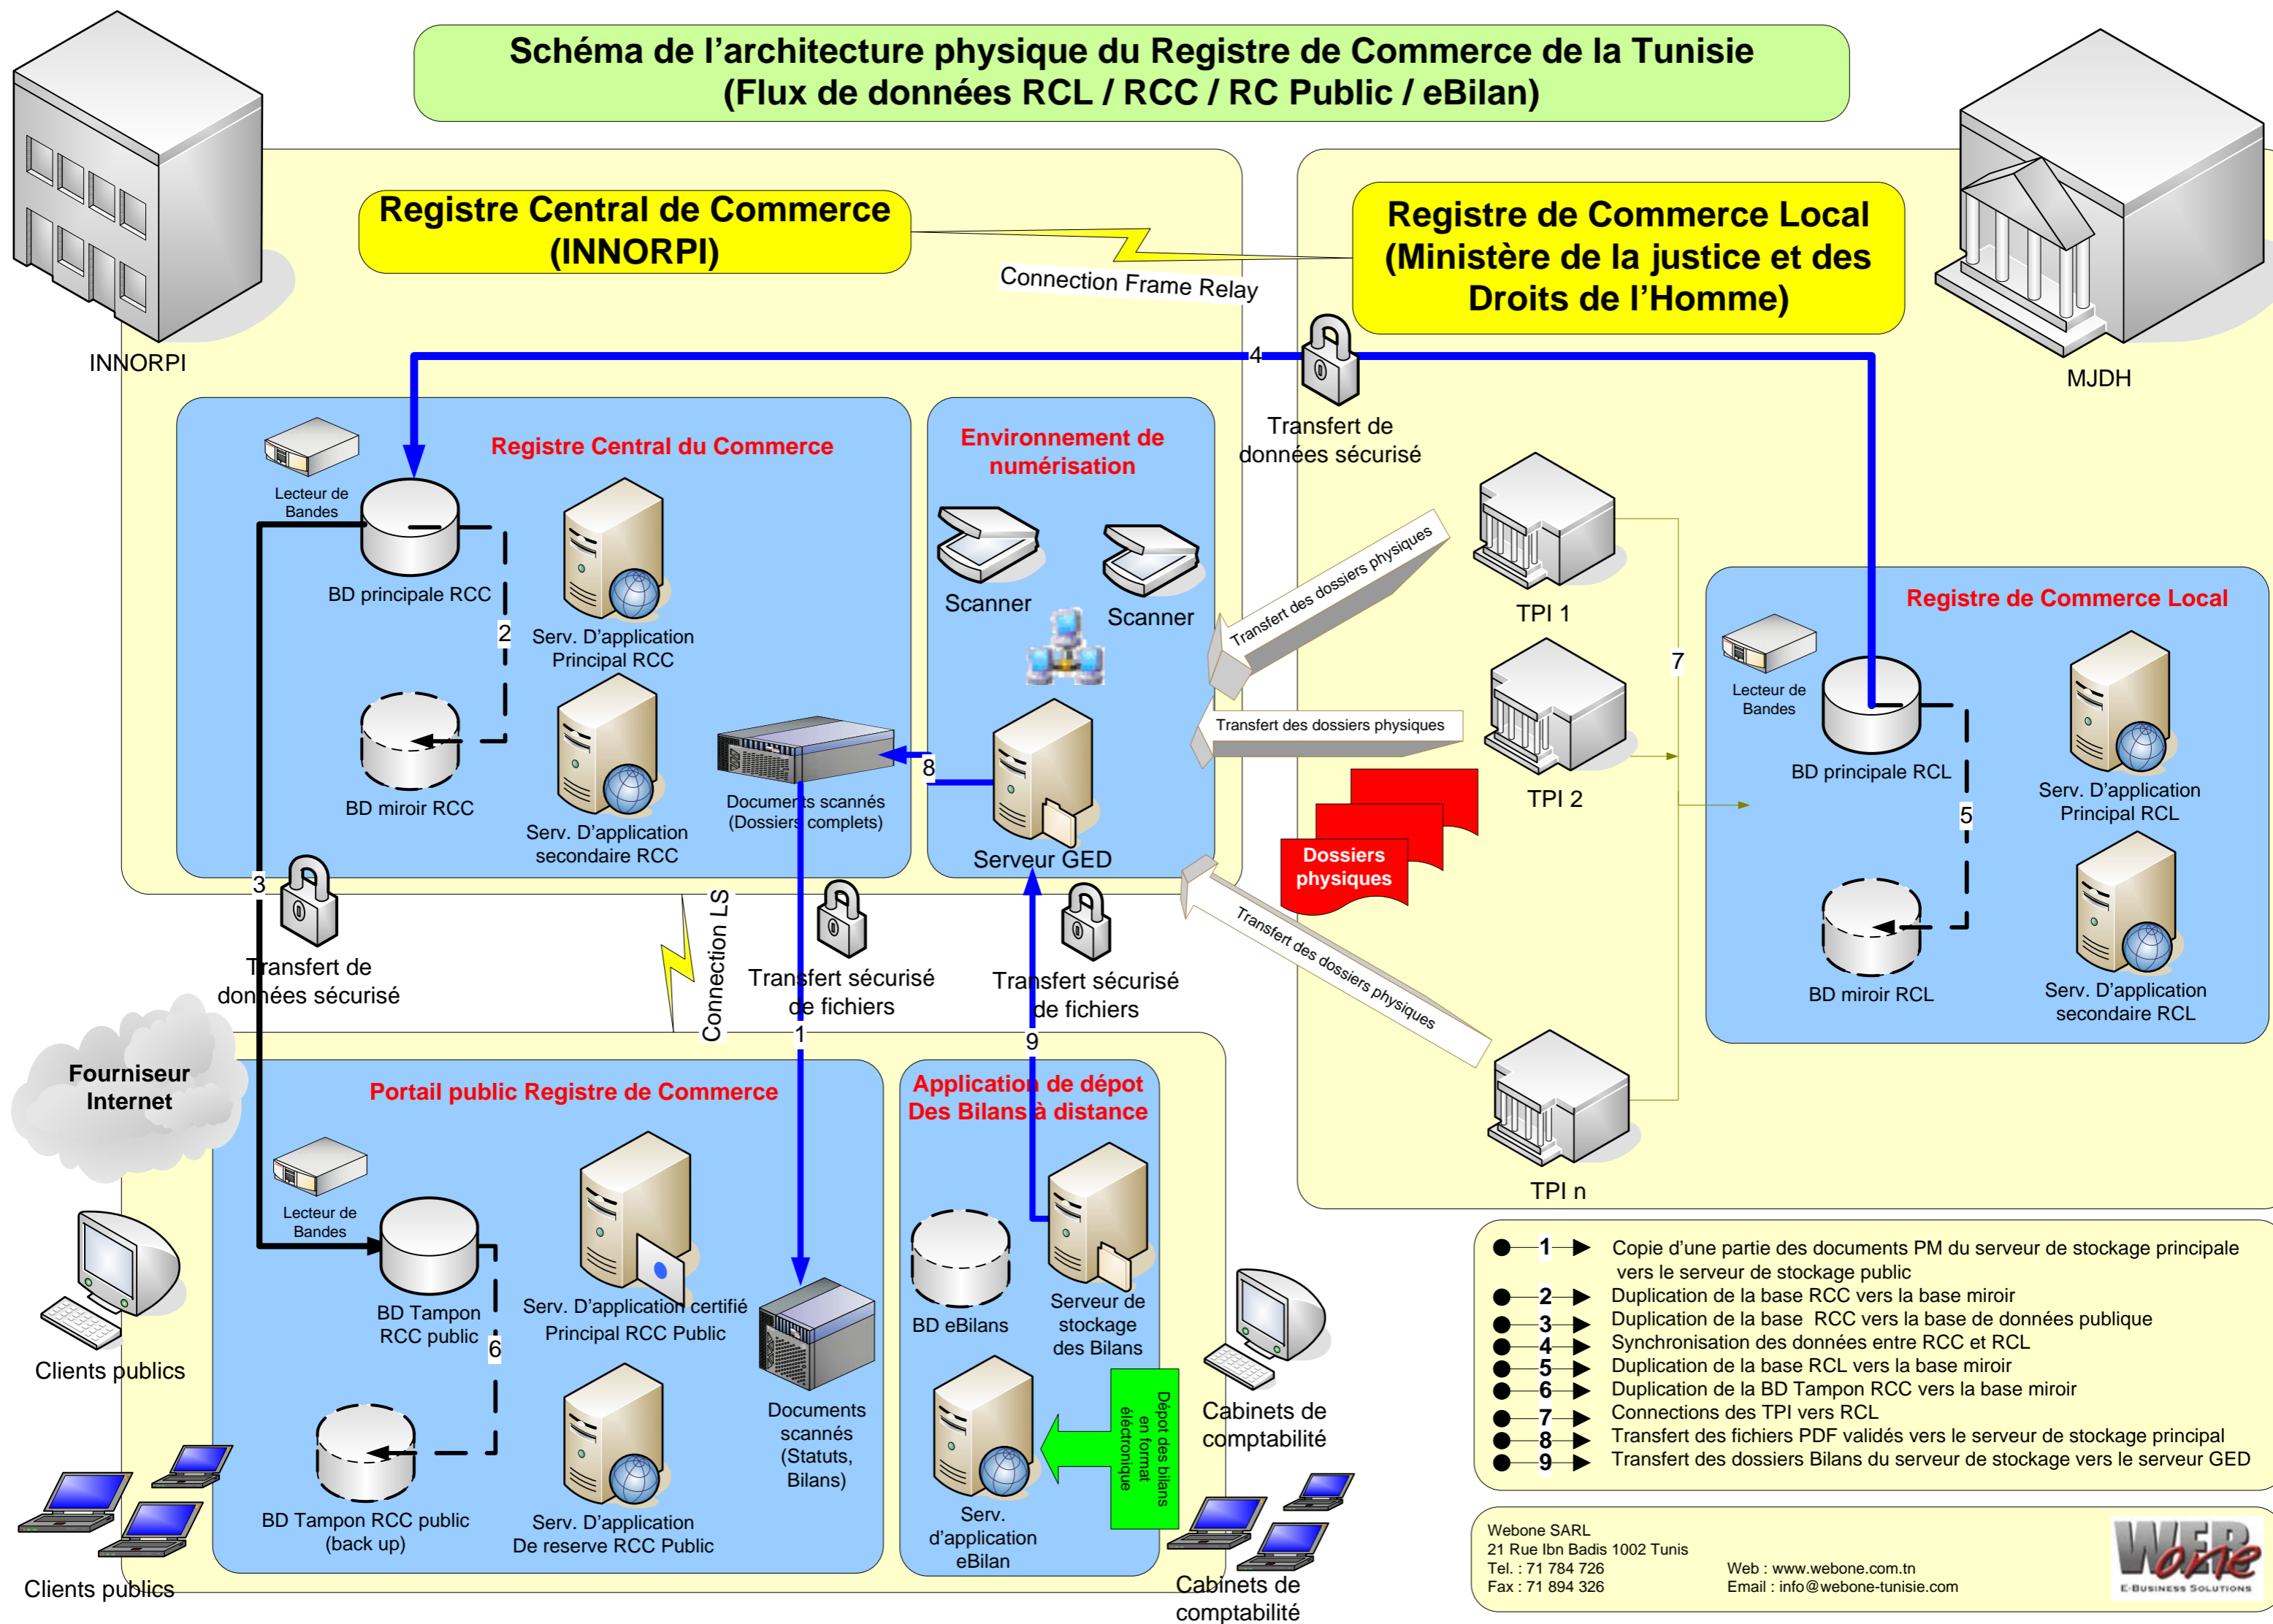 Schéma de l'architecture physique du Registre de Commerce de la Tunisie
(Flux de données RCL / RCC / RC Public / eBilan)
Registre Central de Commerce
(INNORPI)
Connection Frame Relay
Registre de Commerce Local
(Ministère de la justice et des
Droits de l'Homme)
INNORPI
MJDH
4
Transfert de
données sécurisé
Registre Central du Commerce
Lecteur de
Bandes
BD principale RCC
2
Serv. D'application
Principal RCC
BD miroir RCC
Serv. D'application
secondaire RCC
Documents scannés
(Dossiers complets)
8
Environnement de
numérisation
Scanner
Scanner
Serveur GED
Transfert des dossiers physiques
Transfert des dossiers physiques
Transfert des dossiers physiques
Dossiers
physiques
TPI 1
TPI 2
TPI n
7
Registre de Commerce Local
Lecteur de
Bandes
BD principale RCL
5
Serv. D'application
Principal RCL
BD miroir RCL
Serv. D'application
secondaire RCL
3
Transfert de
données sécurisé
Connection LS
Transfert sécurisé
de fichiers
1
Transfert sécurisé
de fichiers
9
Fourniseur
Internet
Clients publics
Clients publics
Portail public Registre de Commerce
Lecteur de
Bandes
BD Tampon
RCC public
6
Serv. D'application certifié
Principal RCC Public
BD Tampon RCC public
(back up)
Serv. D'application
De reserve RCC Public
Documents
scannés
(Statuts,
Bilans)
Application de dépot
Des Bilans à distance
BD eBilans
Serveur de
stockage
des Bilans
Serv.
d'application
eBilan
Dépot des bilans
en format
éléctronique
Cabinets de
comptabilité
Cabinets de
comptabilité
1 Copie d'une partie des documents PM du serveur de stockage principale
vers le serveur de stockage public
2 Duplication de la base RCC vers la base miroir
3 Duplication de la base RCC vers la base de données publique
4 Synchronisation des données entre RCC et RCL
5 Duplication de la base RCL vers la base miroir
6 Duplication de la BD Tampon RCC vers la base miroir
7 Connections des TPI vers RCL
8 Transfert des fichiers PDF validés vers le serveur de stockage principal
9 Transfert des dossiers Bilans du serveur de stockage vers le serveur GED
Webone SARL
21 Rue Ibn Badis 1002 Tunis
Tel. : 71 784 726
Fax : 71 894 326
Web : www.webone.com.tn
Email : info@webone-tunisie.com
WEB
one
E-BUSINESS SOLUTIONS